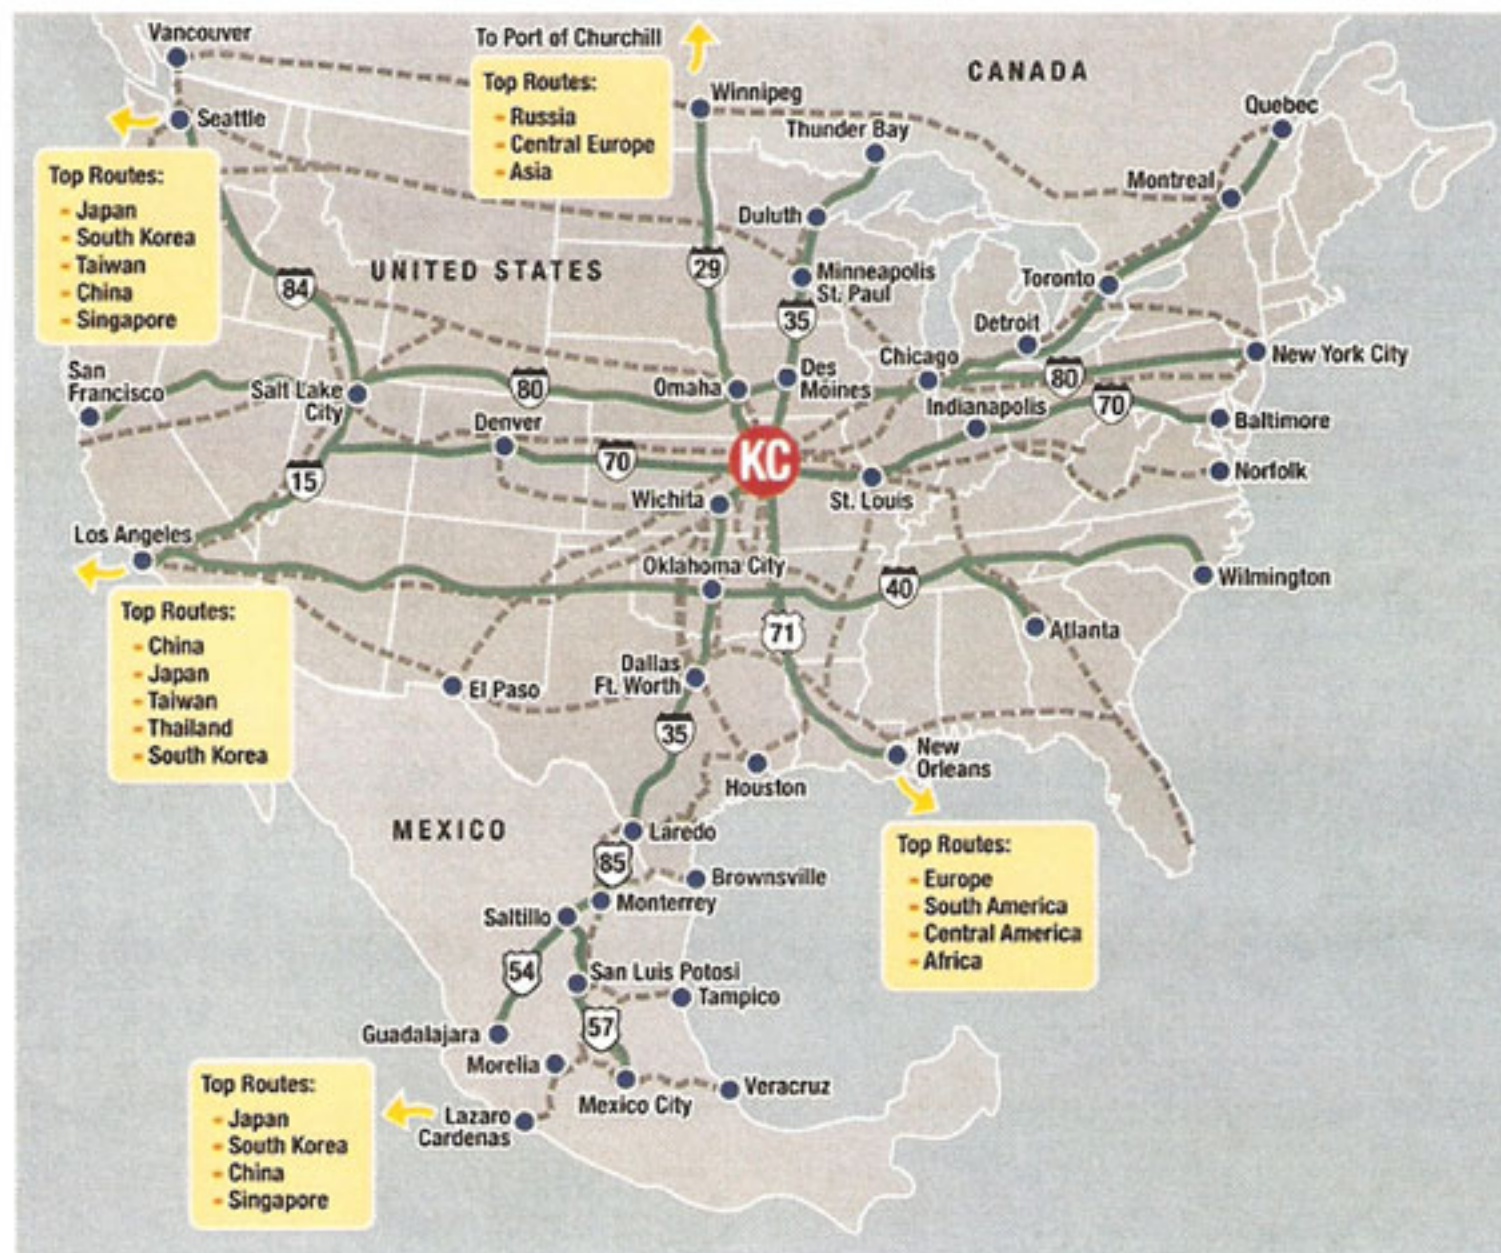 Vancouver
To Port of Churchill
CANADA
Top Routes:
- Russia
- Central Europe
- Asia
Winnipeg
Thunder Bay
Quebec
Seattle
Top Routes:
- Japan
- South Korea
- Taiwan
- China
- Singapore
Montreal
Duluth
UNITED STATES
29
Minneapolis
St. Paul
Toronto
84
35
Detroit
San
Francisco
Salt Lake
City
80
Omaha
Des
Moines
Chicago
80
New York City
Denver
Indianapolis
70
Baltimore
15
70
KC
Wichita
St. Louis
Norfolk
Los Angeles
Oklahoma City
40
Wilmington
Top Routes:
- China
- Japan
- Taiwan
- Thailand
- South Korea
71
Atlanta
El Paso
Dallas
Ft. Worth
35
New
Orleans
Houston
MEXICO
Laredo
85
Brownsville
Top Routes:
- Europe
- South America
- Central America
- Africa
Saltillo
Monterrey
54
San Luis Potosi
Tampico
Guadalajara
57
Morelia
Mexico City
Veracruz
Lazaro
Cardenas
Top Routes:
- Japan
- South Korea
- China
- Singapore